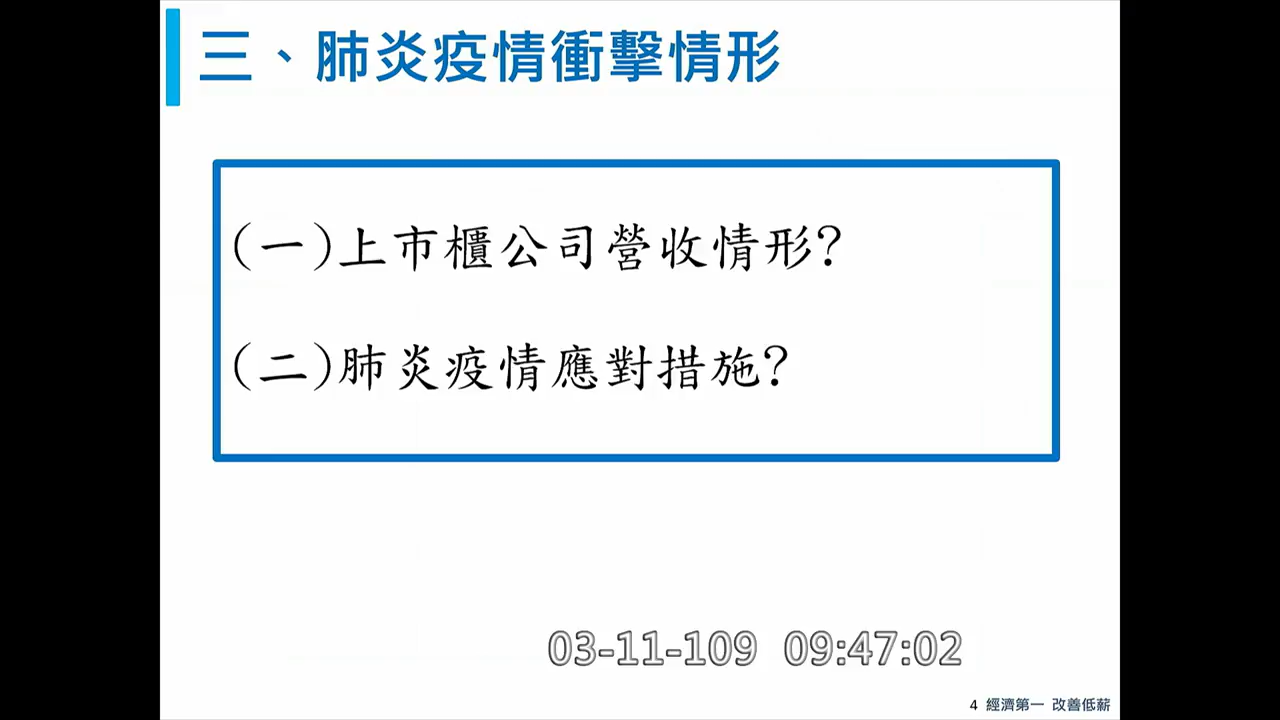 三、肺炎疫情衝擊情形
(一)上市櫃公司營收情形?
(二)肺炎疫情應對措施?
03-11-109 09:47:02
4 經濟第一 改善低薪